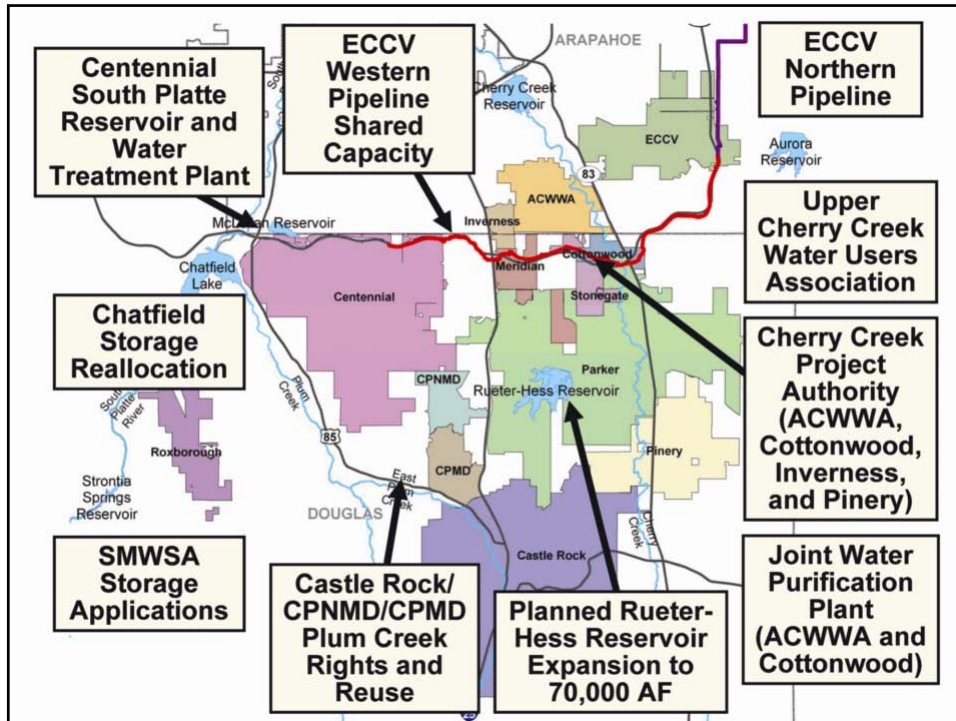 ARAPAHOE
Centennial
South Platte
Reservoir and
Water
Treatment Plant
ECCV
Western
Pipeline
Shared
Capacity
ECCV
Northern
Pipeline
Cherry Creek
Reservoir
ECCV
Aurora
Reservoir
83
ACWWA
Inverness
Upper
Cherry Creek
Water Users
Association
Chatfield
Lake
Meridian
Cottonwood
Stonegate
Centennial
Chatfield
Storage
Reallocation
Cherry Creek
Project
Authority
(ACWWA,
Cottonwood,
Inverness,
and Pinery)
Parker
CPNMD
Rueter-Hess Reservoir
Plum
Creek
85
Platte
River
Roxborough
CPMD
Pinery
Strontia
Springs
Reservoir
East
Creek
DOUGLAS
Cherry
Creek
Castle Rock
SMWSA
Storage
Applications
Castle Rock/
CPNMD/CPMD
Plum Creek
Rights and
Reuse
Planned Rueter-
Hess Reservoir
Expansion to
70,000 AF
Joint Water
Purification
Plant
(ACWWA and
Cottonwood)